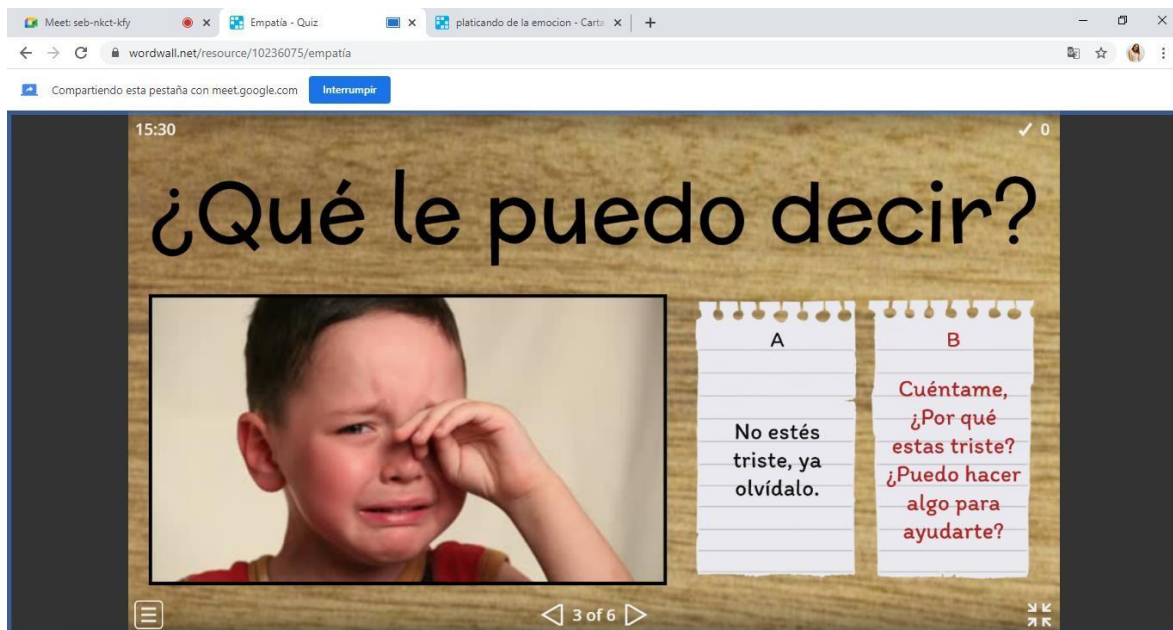 Meet: seb-nkct-kfy
Empatía - Quiz
platicando de la emocion - Carta
wordwall.net/resource/10236075/empatía
Compartiendo esta pestaña con meet.google.com
Interrumpir
15:30
0
¿Qué le puedo decir?
A
No estés
triste, ya
olvídalo.
B
Cuéntame,
¿Por qué
estas triste?
¿Puedo hacer
algo para
ayudarte?
3 of 6